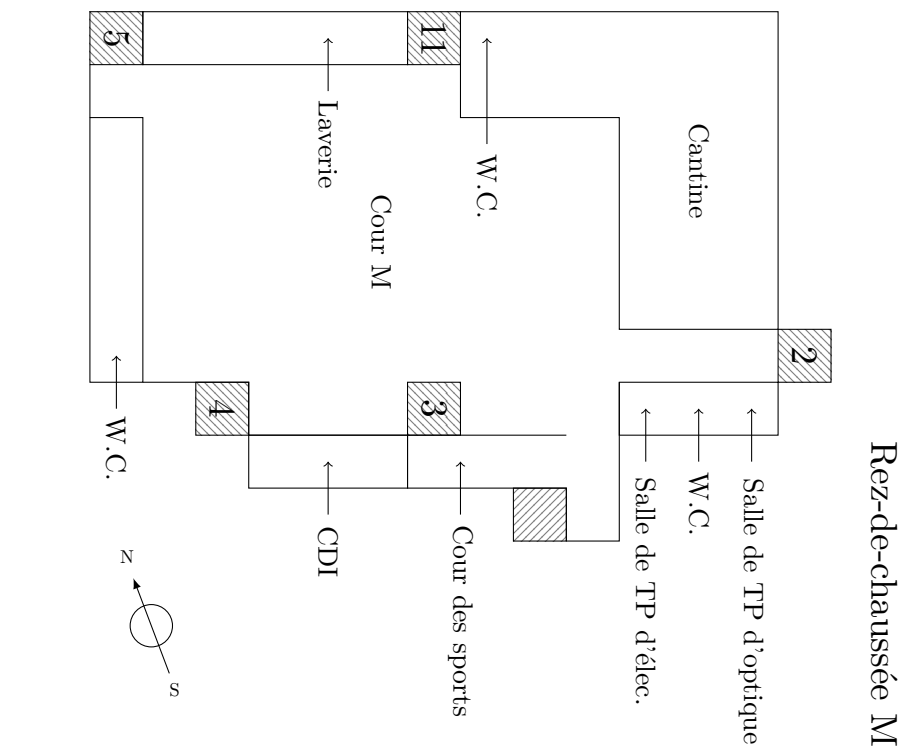 Rez-de-chaussée M
2
Cantine
Salle de TP d'optique
W.C.
Salle de TP d'élec.
W.C.
11
3
Cour des sports
Cour M
Laverie
CDI
4
5
W.C.
N
S